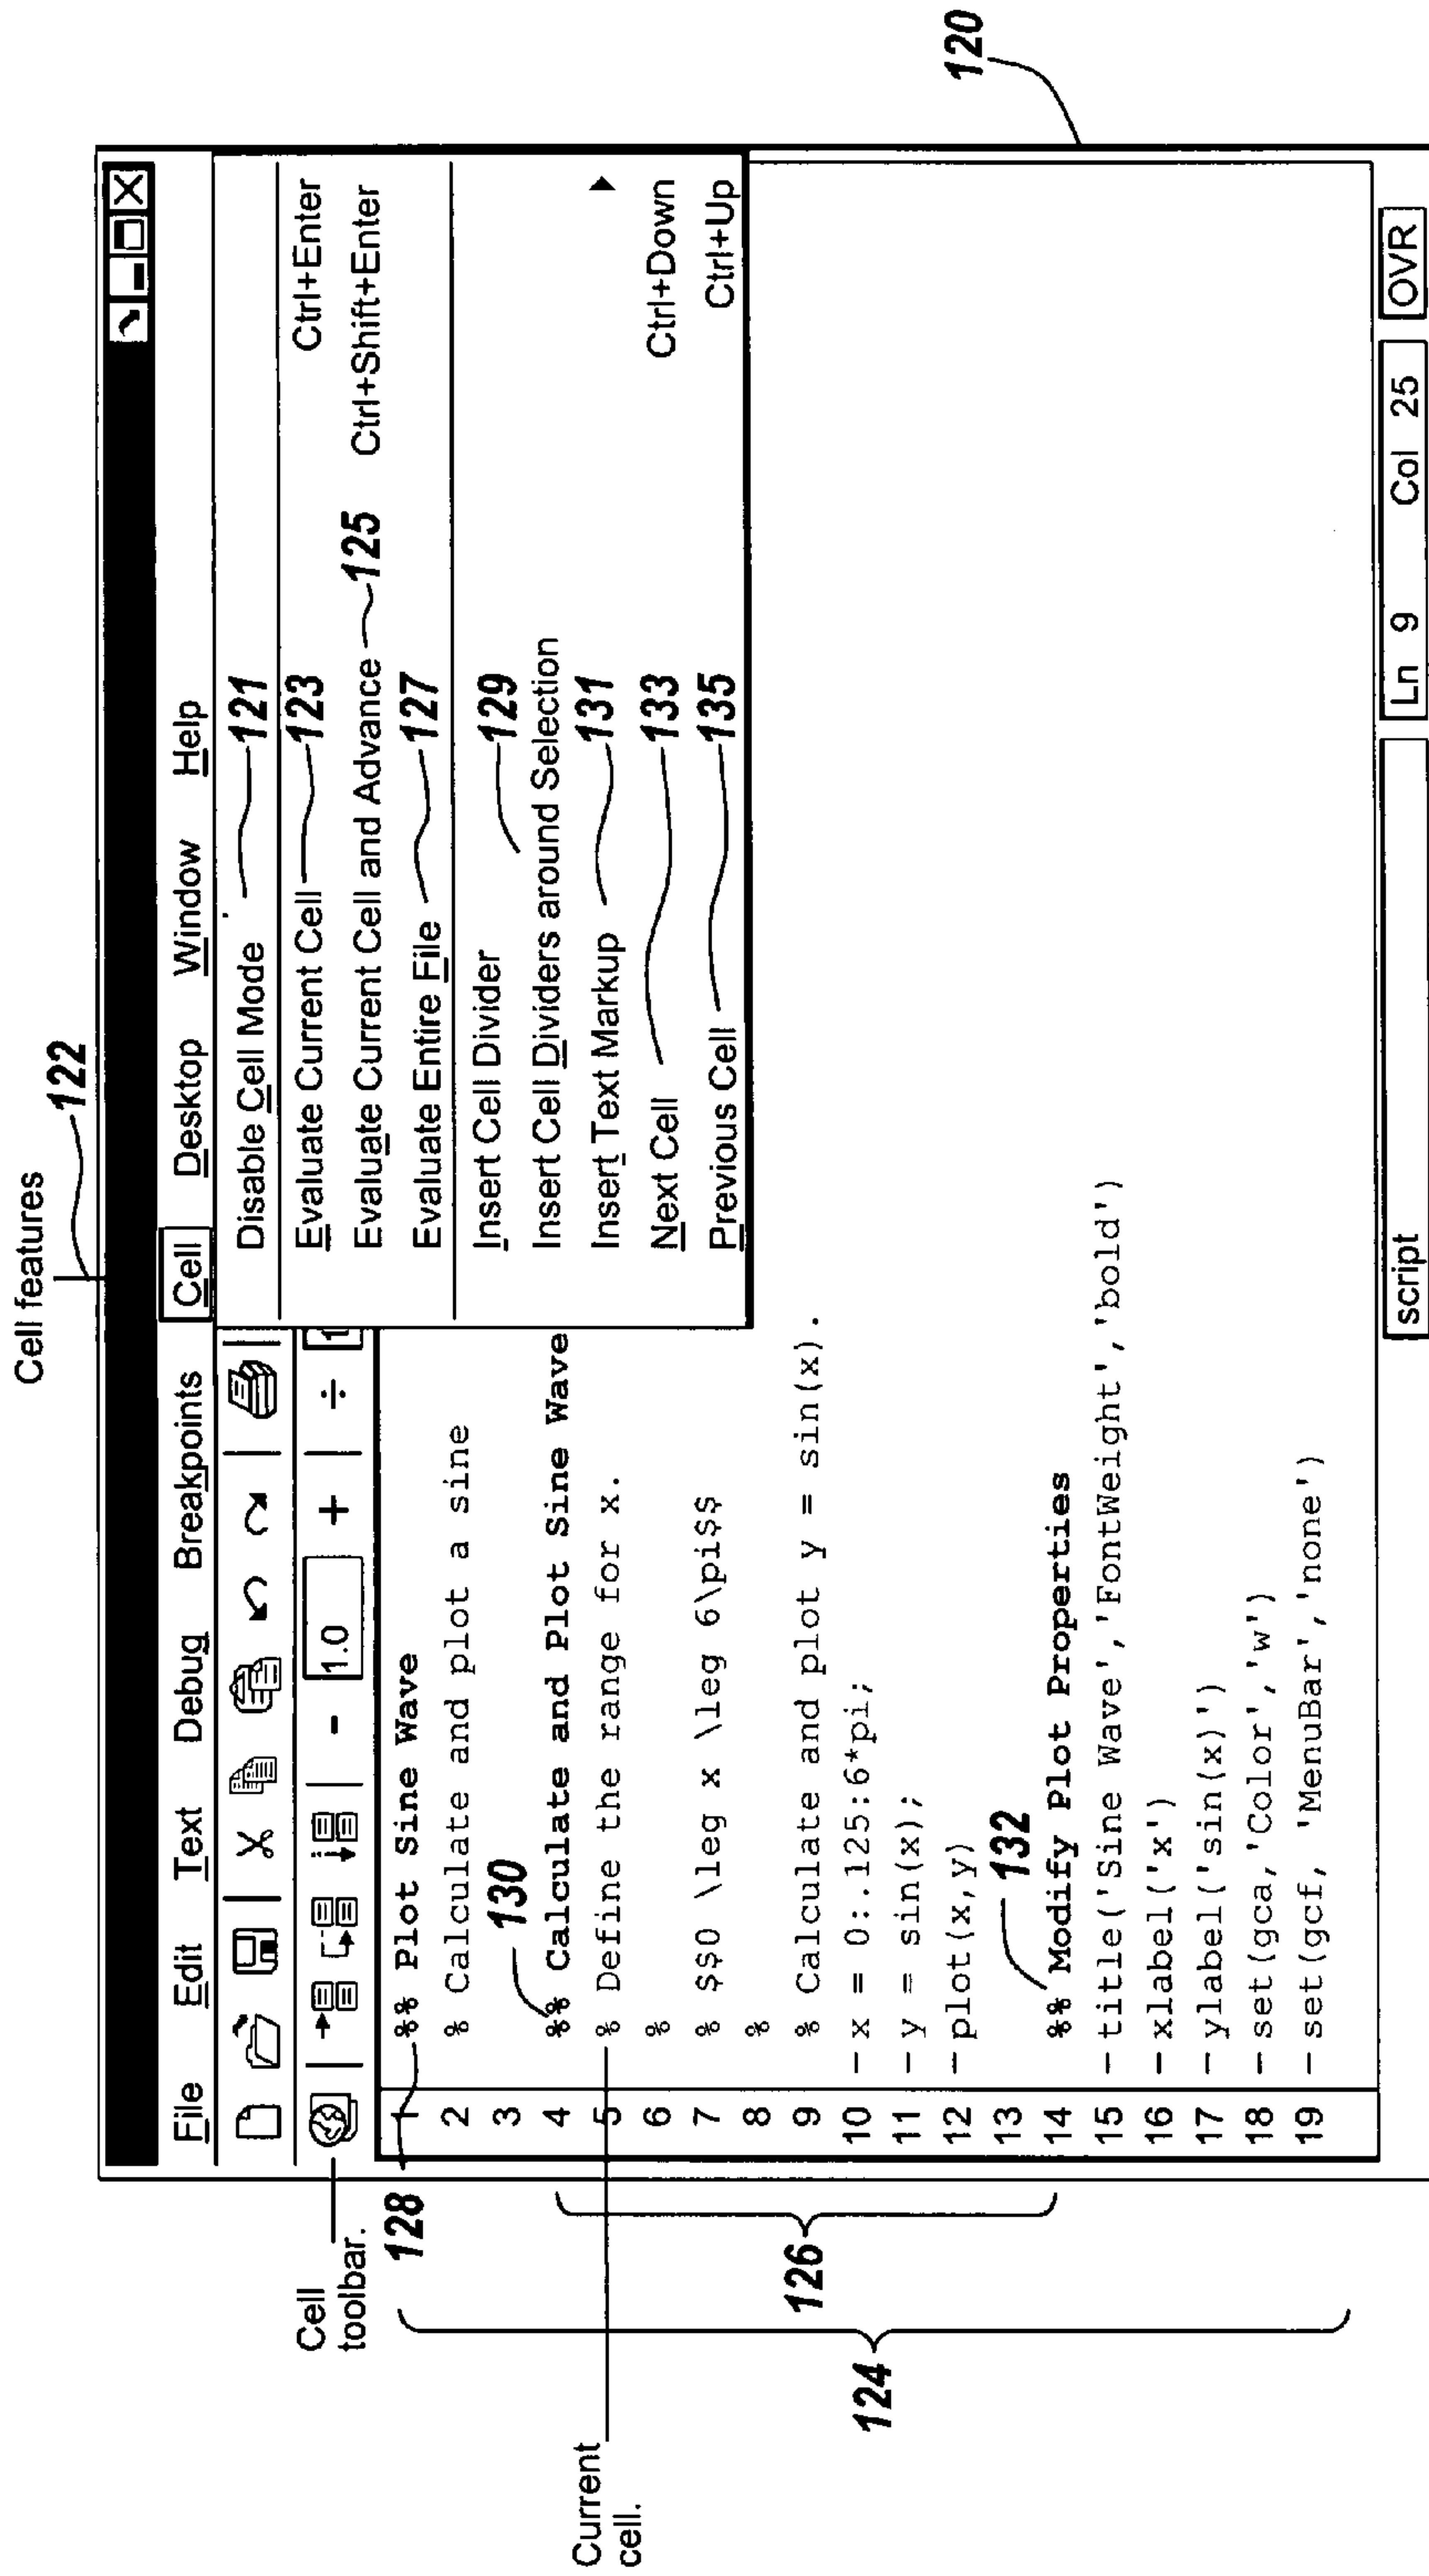 Cell features
122
File Edit Text Debug Breakpoints Cell Desktop Window Help
Disable Cell Mode 121
- 1.0 + ÷
Evaluate Current Cell 123 Ctrl+Enter
Evaluate Current Cell and Advance 125 Ctrl+Shift+Enter
Evaluate Entire File 127
Insert Cell Divider 129
Insert Cell Dividers around Selection
Insert Text Markup 131
Next Cell 133 Ctrl+Down
Previous Cell 135 Ctrl+Up
Cell
toolbar.
128
1 %% Plot Sine Wave
2 % Calculate and plot a sine
3
130
4 %% Calculate and Plot Sine Wave
5 % Define the range for x.
6 %
7 % $$0 \leg x \leg 6\pi$$
8 %
9 % Calculate and plot y = sin(x).
10 – x = 0:.125:6*pi;
11 – y = sin(x);
12 – plot(x,y)
13
132
14 %% Modify Plot Properties
15 – title('Sine Wave','FontWeight','bold')
16 – xlabel('x')
17 – ylabel('sin(x)')
18 – set(gca,'Color','w')
19 – set(gcf, 'MenuBar','none')
Current
cell.
126
124
120
script Ln 9 Col 25 OVR